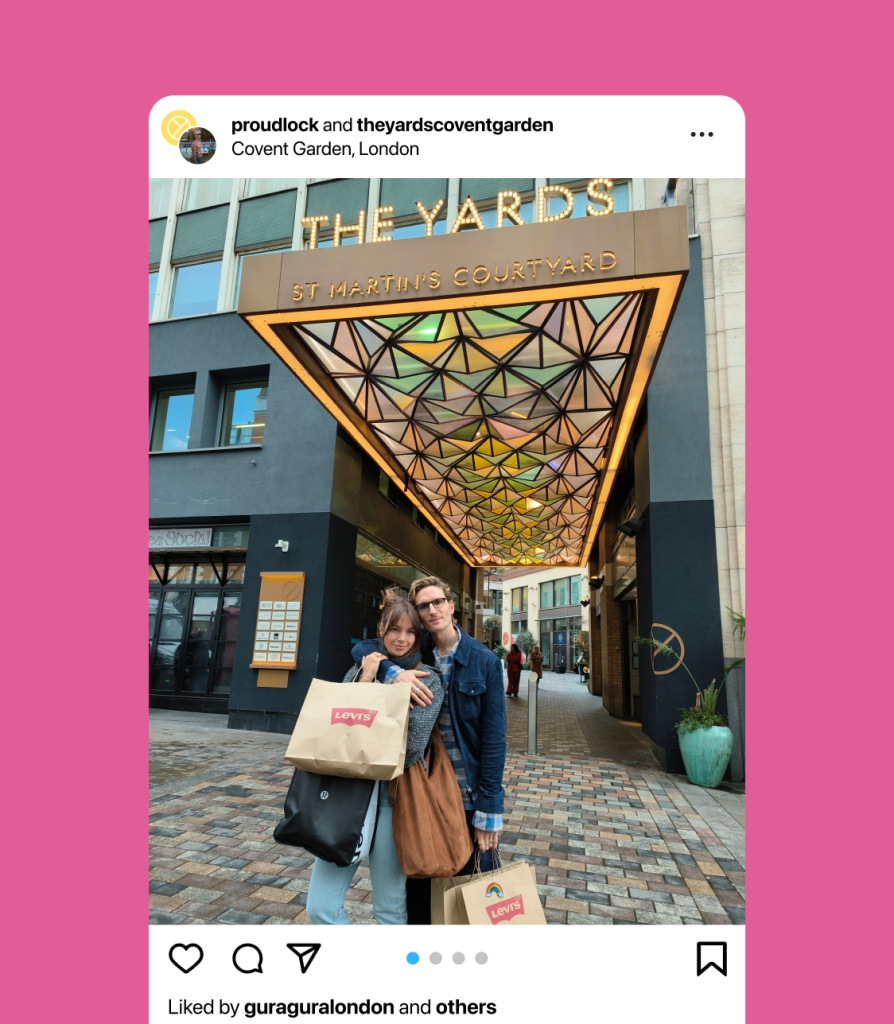 proudlock and theyardscoventgarden
Covent Garden, London
THE YARDS
ST MARTIN'S COURTYARD
LEVI'S
LEVI'S
Liked by guraguralondon and others